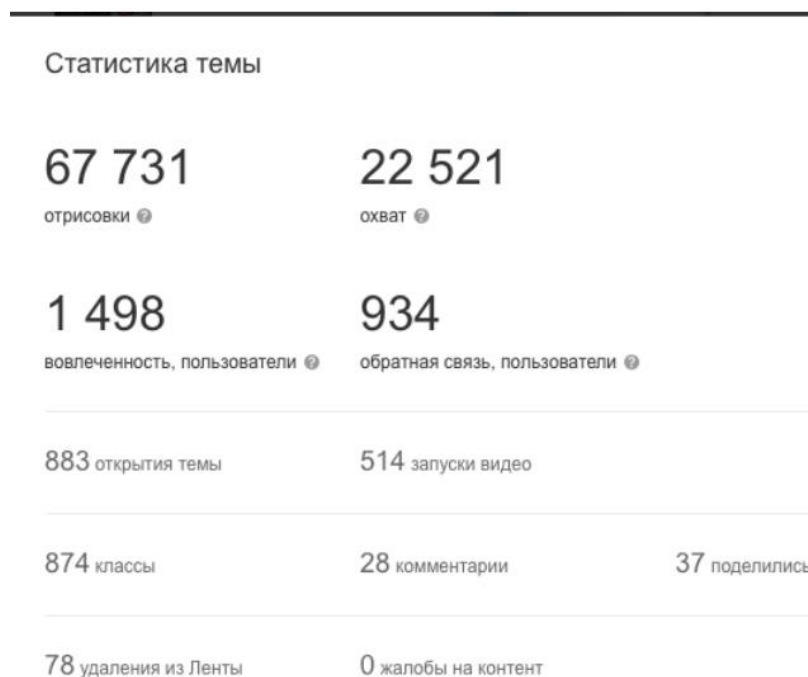 Статистика темы
67 731 22 521
отрисовки ? охват ?
1 498 934
вовлеченность, пользователи ? обратная связь, пользователи ?
883 открытия темы 514 запуски видео
874 классы 28 комментарии 37 поделились
78 удаления из Ленты 0 жалобы на контент